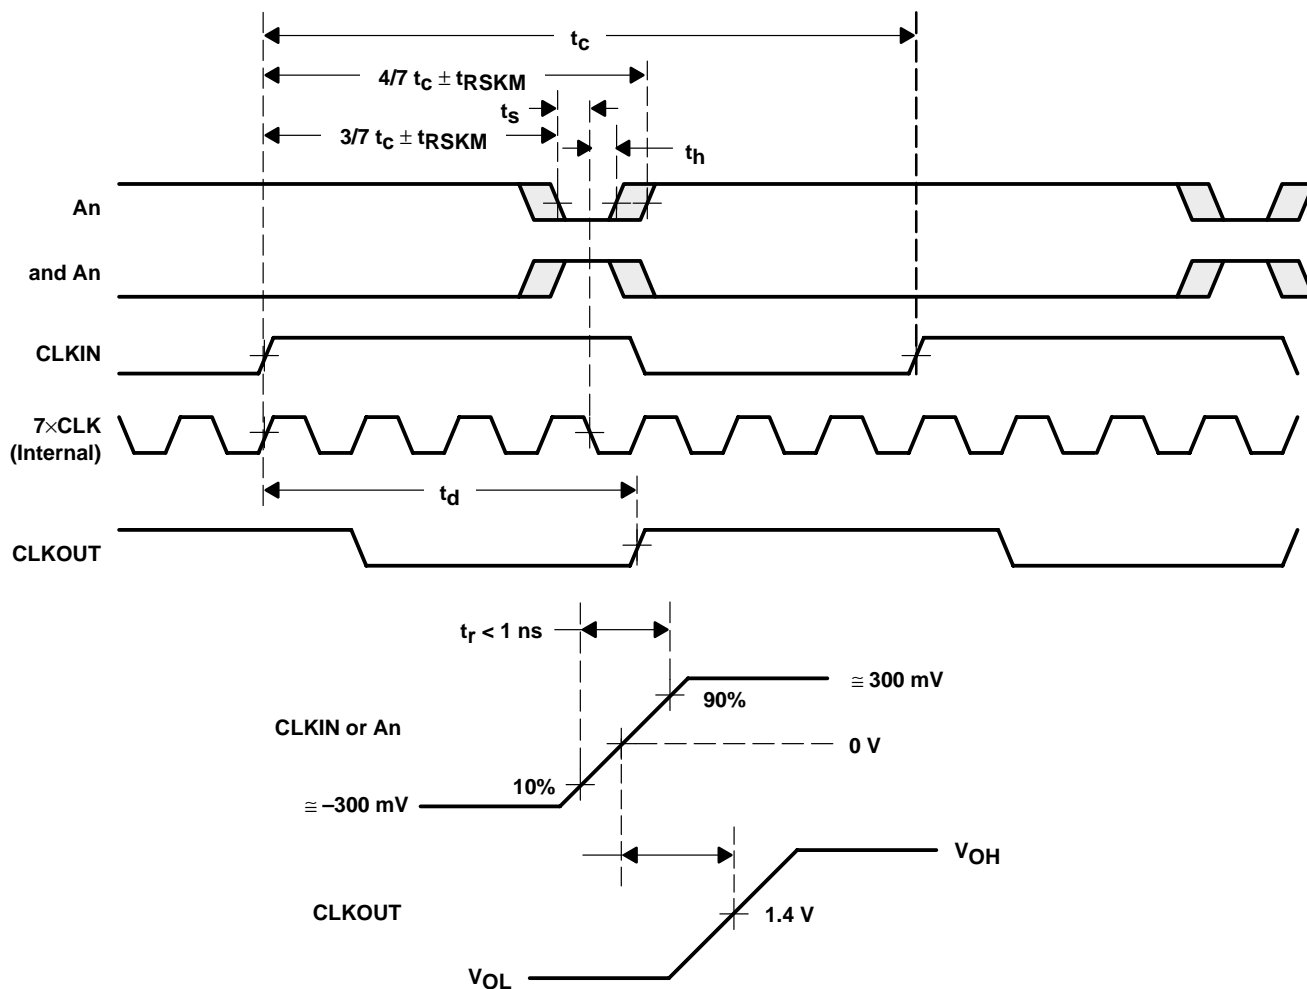 tc
4/7 tc ± tRSKM
ts
3/7 tc ± tRSKM
th
An
and An
CLKIN
7×CLK
(Internal)
td
CLKOUT
tr < 1 ns
≅ 300 mV
90%
CLKIN or An
0 V
10%
≅ –300 mV
VOH
CLKOUT
1.4 V
VOL